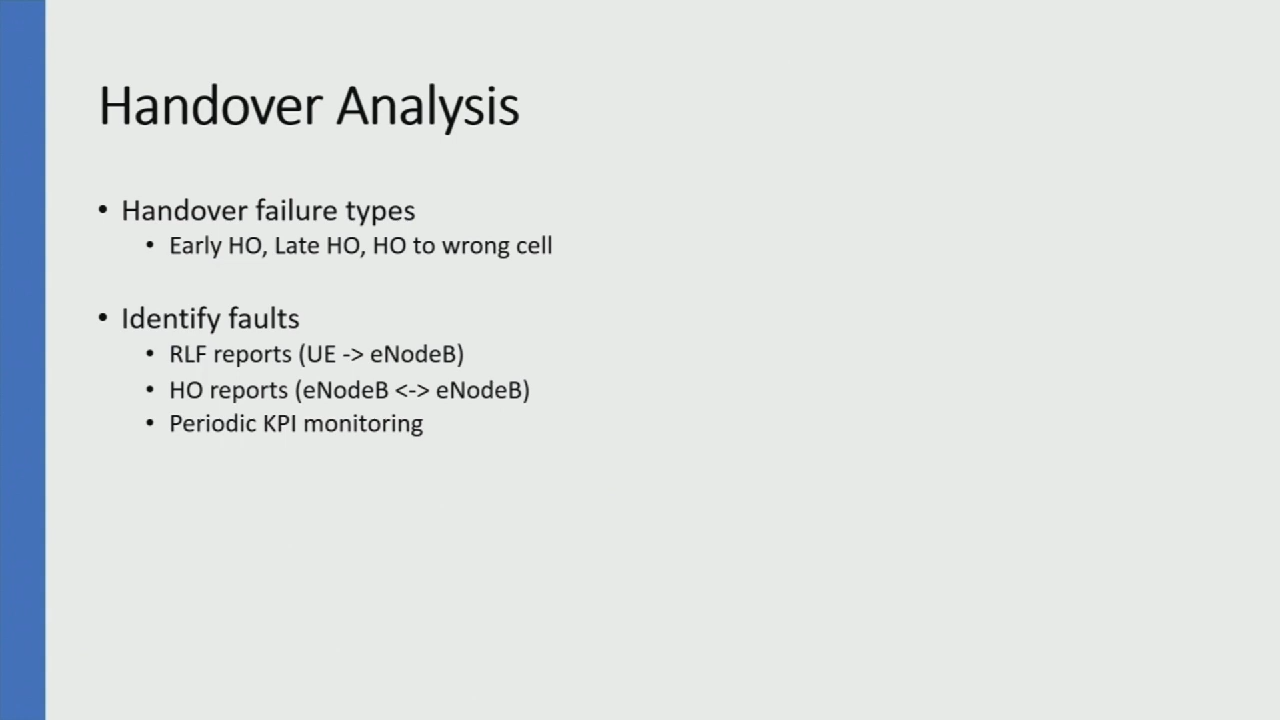 Handover Analysis
• Handover failure types
• Early HO, Late HO, HO to wrong cell
• Identify faults
• RLF reports (UE -> eNodeB)
• HO reports (eNodeB <-> eNodeB)
• Periodic KPI monitoring